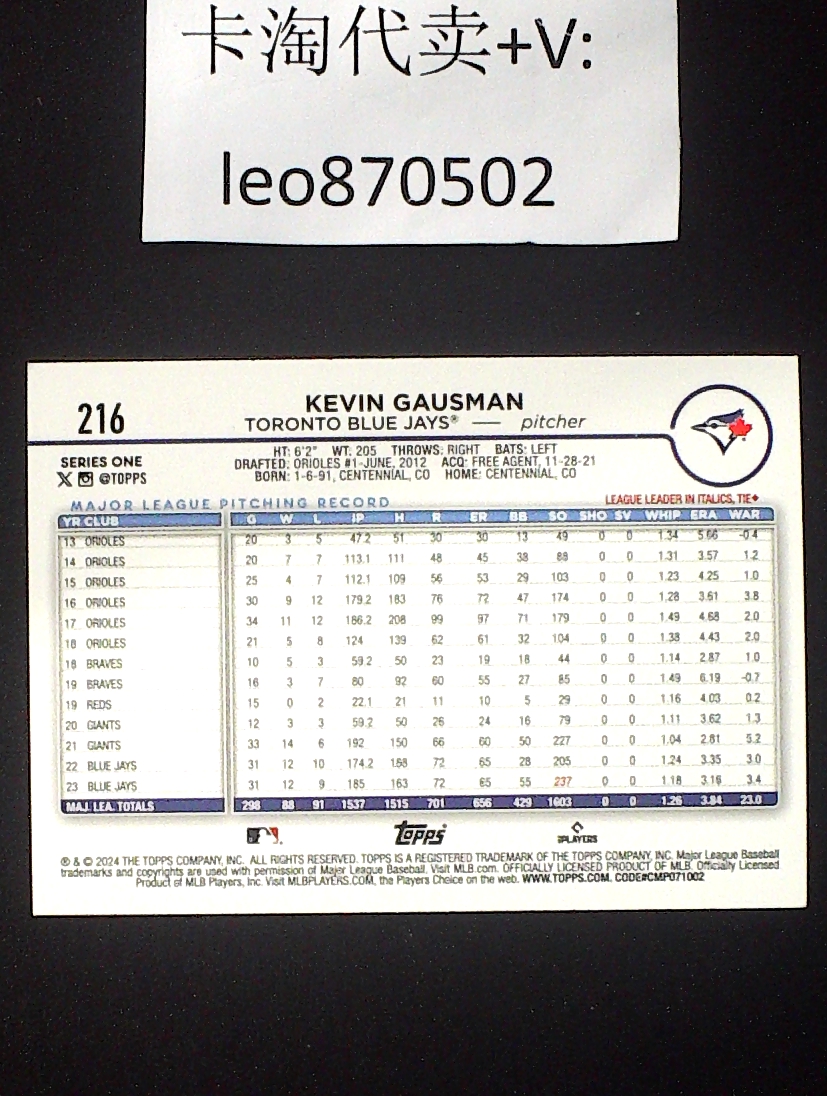 卡淘代卖+V:
leo870502
216
KEVIN GAUSMAN
TORONTO BLUE JAYS® — pitcher
SERIES ONE
@TOPPS
HT: 6'2" WT: 205 THROWS: RIGHT BATS: LEFT
DRAFTED: ORIOLES #1-JUNE, 2012 ACQ: FREE AGENT, 11-28-21
BORN: 1-6-91, CENTENNIAL, CO HOME: CENTENNIAL, CO
MAJOR LEAGUE PITCHING RECORD
LEAGUE LEADER IN ITALICS, TIE♦
YR CLUB G W L IP H R ER BB SO SHO SV WHIP ERA WAR
13 ORIOLES 20 3 5 47.2 51 30 30 13 49 0 0 1.34 5.66 -0.4
14 ORIOLES 20 7 7 113.1 111 48 45 38 88 0 0 1.31 3.57 1.2
15 ORIOLES 25 4 7 112.1 109 56 53 29 103 0 0 1.23 4.25 1.0
16 ORIOLES 30 9 12 179.2 183 76 72 47 174 0 0 1.28 3.61 3.8
17 ORIOLES 34 11 12 186.2 208 99 97 71 179 0 0 1.49 4.68 2.0
18 ORIOLES 21 5 8 124 139 62 61 32 104 0 0 1.38 4.43 2.0
18 BRAVES 10 5 3 59.2 50 23 19 18 44 0 0 1.14 2.87 1.0
19 BRAVES 16 3 7 80 92 60 55 27 85 0 0 1.49 6.19 -0.7
19 REDS 15 0 2 22.1 21 11 10 5 29 0 0 1.16 4.03 0.2
20 GIANTS 12 3 3 59.2 50 26 24 16 79 0 0 1.11 3.62 1.3
21 GIANTS 33 14 6 192 150 66 60 50 227 0 0 1.04 2.81 5.2
22 BLUE JAYS 31 12 10 174.2 188 72 65 28 205 0 0 1.24 3.35 3.0
23 BLUE JAYS 31 12 9 185 163 72 65 55 237 0 0 1.18 3.16 3.4
MAJ. LEA. TOTALS 298 88 91 1537 1515 701 656 429 1603 0 0 1.26 3.84 23.0
Topps
PLAYERS
® & © 2024 THE TOPPS COMPANY, INC. ALL RIGHTS RESERVED. TOPPS IS A REGISTERED TRADEMARK OF THE TOPPS COMPANY, INC. Major League Baseball
trademarks and copyrights are used with permission of Major League Baseball. Visit MLB.com. OFFICIALLY LICENSED PRODUCT OF MLB. Officially Licensed
Product of MLB Players, Inc. Visit MLBPLAYERS.COM, the Players Choice on the web. WWW.TOPPS.COM. CODE#CMP071002